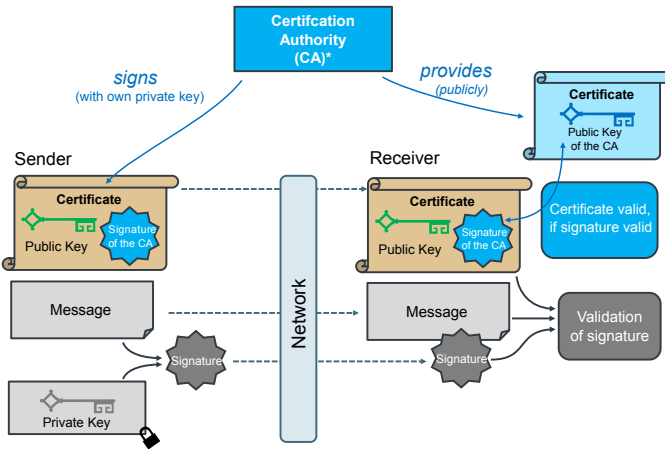 Certifcation
Authority
(CA)*
signs
(with own private key)
provides
(publicly)
Certificate
Public Key
of the CA
Sender
Receiver
Certificate
Public Key
Signature
of the CA
Certificate
Public Key
Signature
of the CA
Certificate valid,
if signature valid
Network
Message
Message
Validation
of signature
Signature
Signature
Private Key